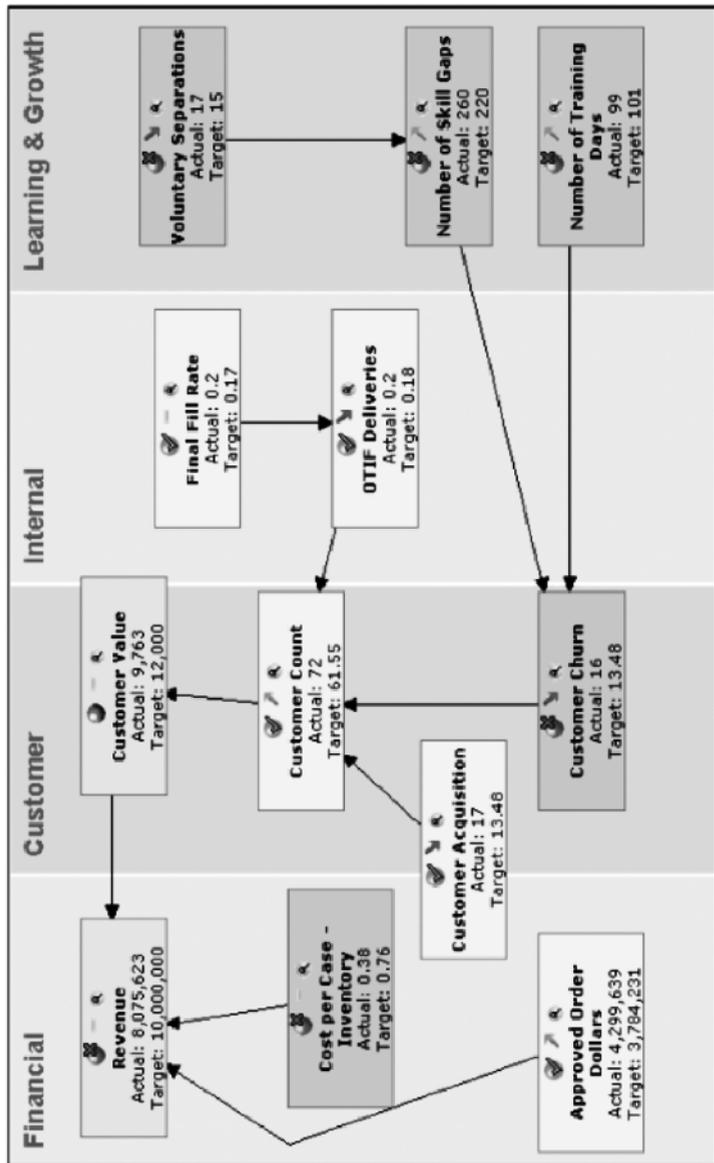 Financial
Revenue
Actual: 8,075,623
Target: 10,000,000
Cost per Case -
Inventory
Actual: 0.38
Target: 0.76
Approved Order
Dollars
Actual: 4,299,639
Target: 3,784,231
Customer
Customer Value
Actual: 9,763
Target: 12,000
Customer Count
Actual: 72
Target: 61.55
Customer Acquisition
Actual: 17
Target: 13.48
Customer Churn
Actual: 16
Target: 13.48
Internal
Final Fill Rate
Actual: 0.2
Target: 0.17
OTIF Deliveries
Actual: 0.2
Target: 0.18
Learning & Growth
Voluntary Separations
Actual: 17
Target: 15
Number of Skill Gaps
Actual: 260
Target: 220
Number of Training
Days
Actual: 99
Target: 101